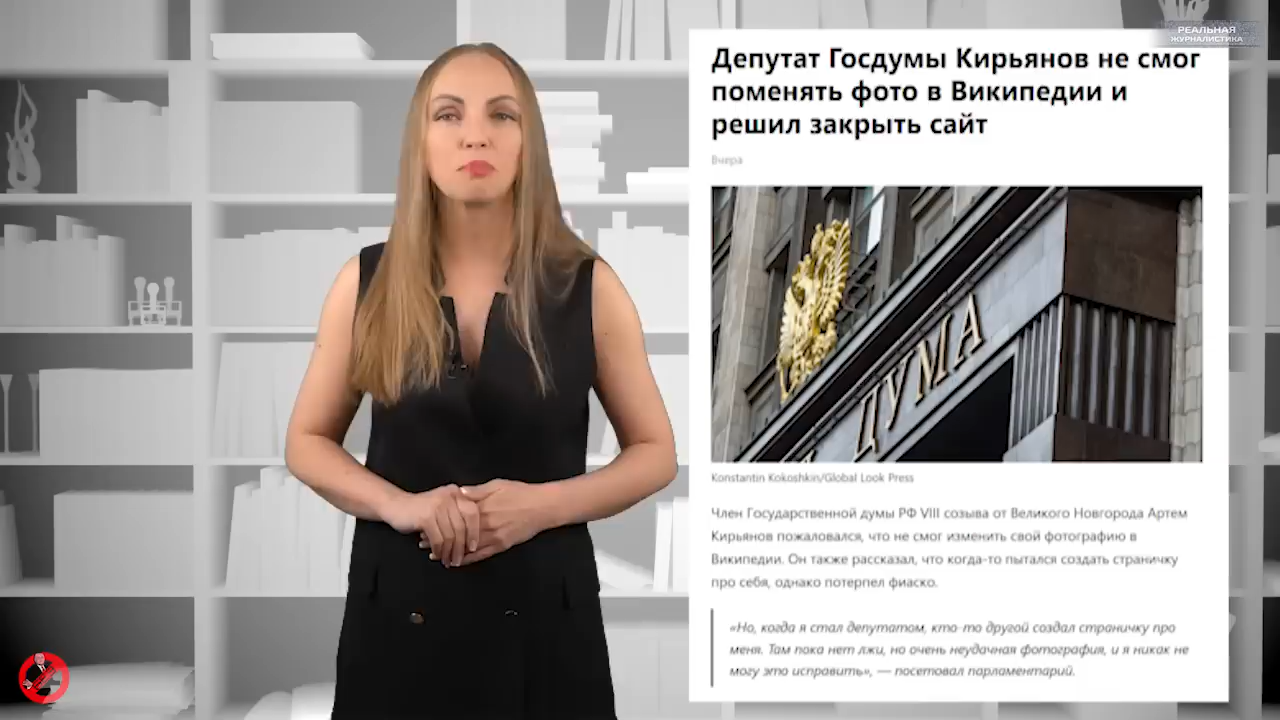 РЕАЛЬНАЯ
ЖУРНАЛИСТИКА
Депутат Госдумы Кирьянов не смог
поменять фото в Википедии и
решил закрыть сайт
Вчера
ДУМА
Konstantin Kokoshkin/Global Look Press
Член Государственной думы РФ VIII созыва от Великого Новгорода Артем
Кирьянов пожаловался, что не смог изменить свой фотографию в
Википедии. Он также рассказал, что когда-то пытался создать страничку
про себя, однако потерпел фиаско.
«Но, когда я стал депутатом, кто-то другой создал страничку про
меня. Там пока нет лжи, но очень неудачная фотография, и я никак не
могу это исправить», — посетовал парламентарий.